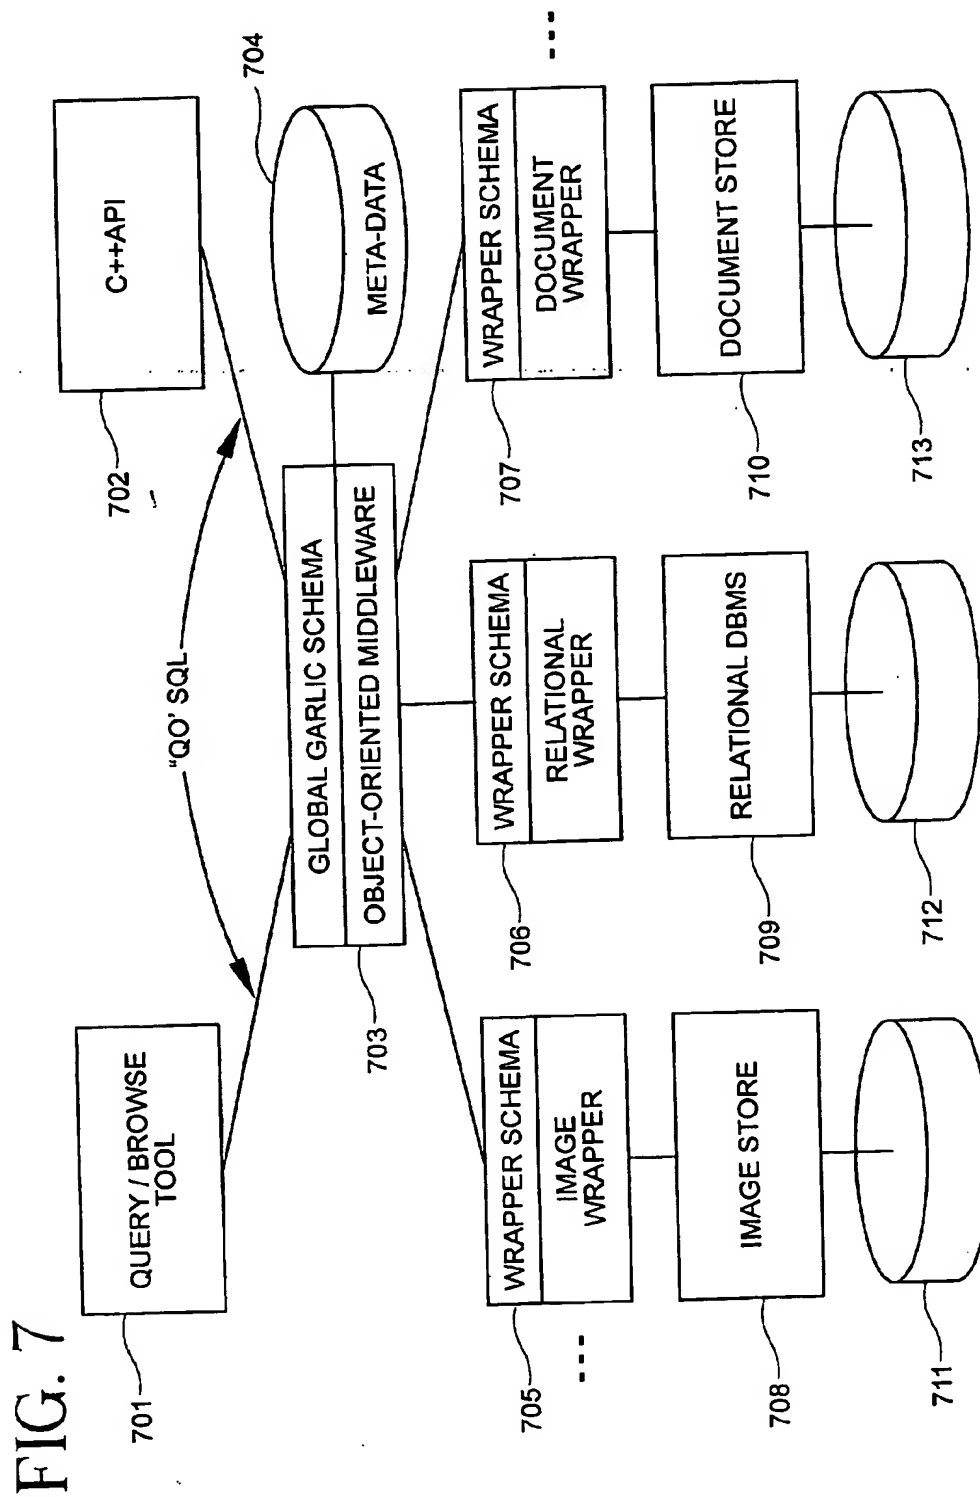 FIG. 7
QUERY / BROWSE
TOOL
701
"QO' SQL
C++API
702
GLOBAL GARLIC SCHEMA
OBJECT-ORIENTED MIDDLEWARE
703
META-DATA
704
WRAPPER SCHEMA
IMAGE
WRAPPER
705
WRAPPER SCHEMA
RELATIONAL
WRAPPER
706
WRAPPER SCHEMA
DOCUMENT
WRAPPER
707
IMAGE STORE
708
RELATIONAL DBMS
709
DOCUMENT STORE
710
711
712
713